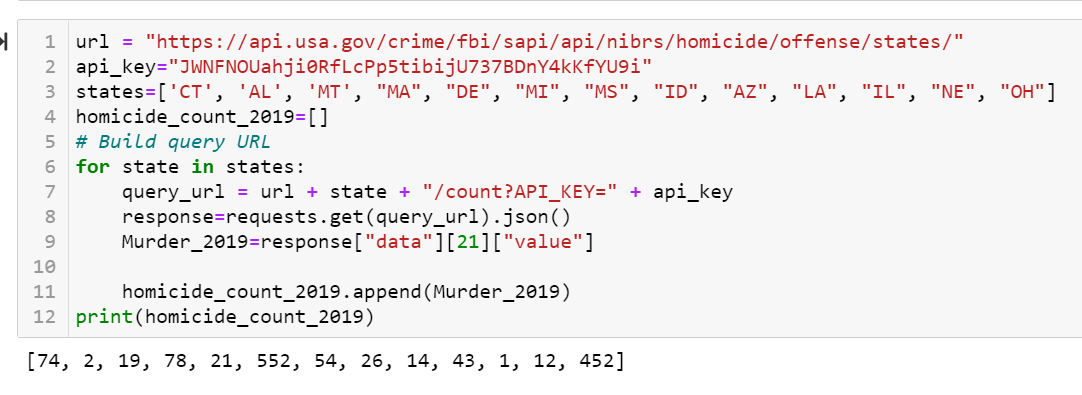 1 url = "https://api.usa.gov/crime/fbi/sapi/api/nibrs/homicide/offense/states/"
2 api_key="JWNFNOUahji0RfLcPp5tibijU737BDnY4kKfYU9i"
3 states=['CT', 'AL', 'MT', "MA", "DE", "MI", "MS", "ID", "AZ", "LA", "IL", "NE", "OH"]
4 homicide_count_2019=[]
5 # Build query URL
6 for state in states:
7     query_url = url + state + "/count?API_KEY=" + api_key
8     response=requests.get(query_url).json()
9     Murder_2019=response["data"][21]["value"]
10
11     homicide_count_2019.append(Murder_2019)
12 print(homicide_count_2019)
[74, 2, 19, 78, 21, 552, 54, 26, 14, 43, 1, 12, 452]